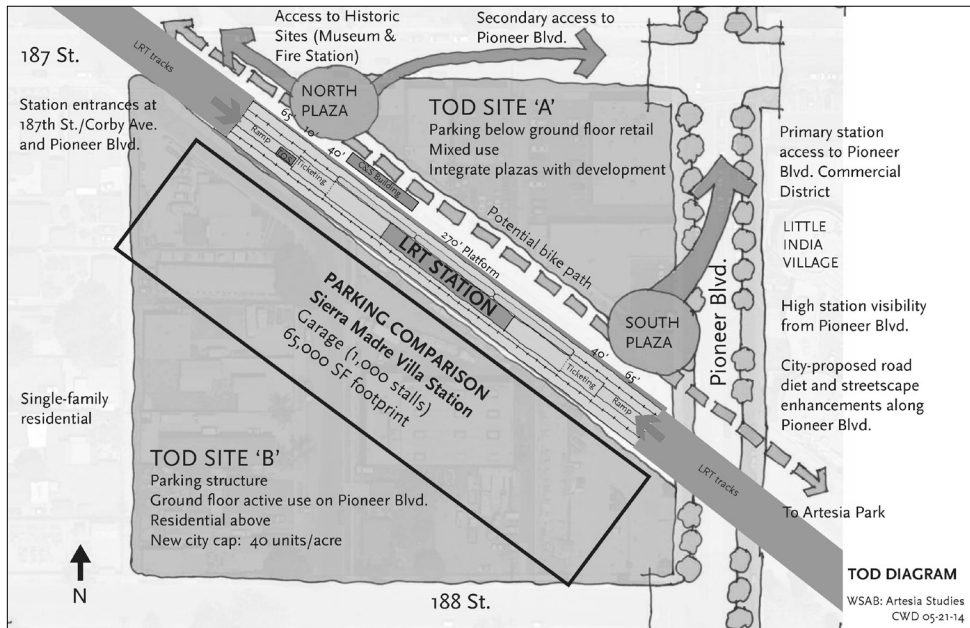 187 St.
LRT tracks
Access to Historic
Sites (Museum &
Fire Station)
Secondary access to
Pioneer Blvd.
Station entrances at
187th St./Corby Ave.
and Pioneer Blvd.
NORTH
PLAZA
TOD SITE ‘A’
Parking below ground floor retail
Mixed use
Integrate plazas with development
Primary station
access to Pioneer
Blvd. Commercial
District
LITTLE
INDIA
VILLAGE
High station visibility
from Pioneer Blvd.
City-proposed road
diet and streetscape
enhancements along
Pioneer Blvd.
65'
10'
40'
Ramp
TOS
Ticketing
C&S Building
270' Platform
Potential bike path
LRT STATION
SOUTH
PLAZA
Pioneer Blvd.
40'
65'
Ticketing
Ramp
LRT tracks
PARKING COMPARISON
Sierra Madre Villa Station
Garage (1,000 stalls)
65,000 SF footprint
Single-family
residential
TOD SITE ‘B’
Parking structure
Ground floor active use on Pioneer Blvd.
Residential above
New city cap: 40 units/acre
To Artesia Park
N
188 St.
TOD DIAGRAM
WSAB: Artesia Studies
CWD 05-21-14